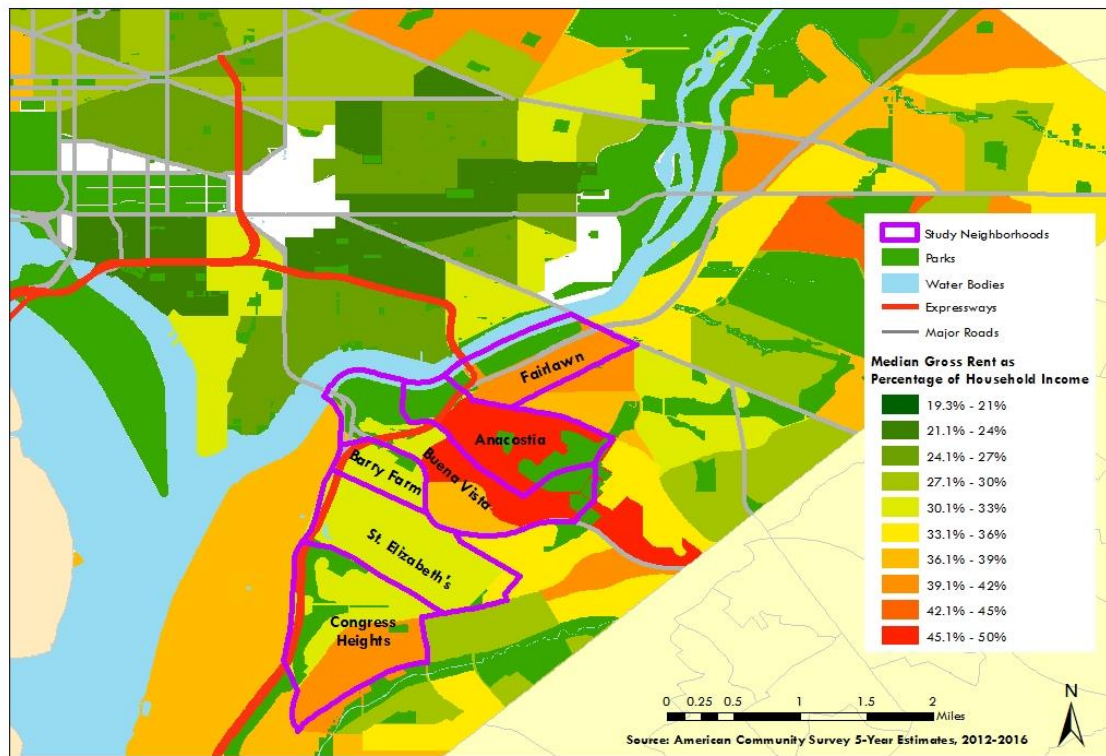 Study Neighborhoods
Parks
Water Bodies
Expressways
Major Roads
Median Gross Rent as
Percentage of Household Income
19.3% - 21%
21.1% - 24%
24.1% - 27%
27.1% - 30%
30.1% - 33%
33.1% - 36%
36.1% - 39%
39.1% - 42%
42.1% - 45%
45.1% - 50%
Fairlawn
Anacostia
Buena Vista
Barry Farm
St. Elizabeth's
Congress
Heights
0 0.25 0.5 1 1.5 2
Miles
N
Source: American Community Survey 5-Year Estimates, 2012-2016